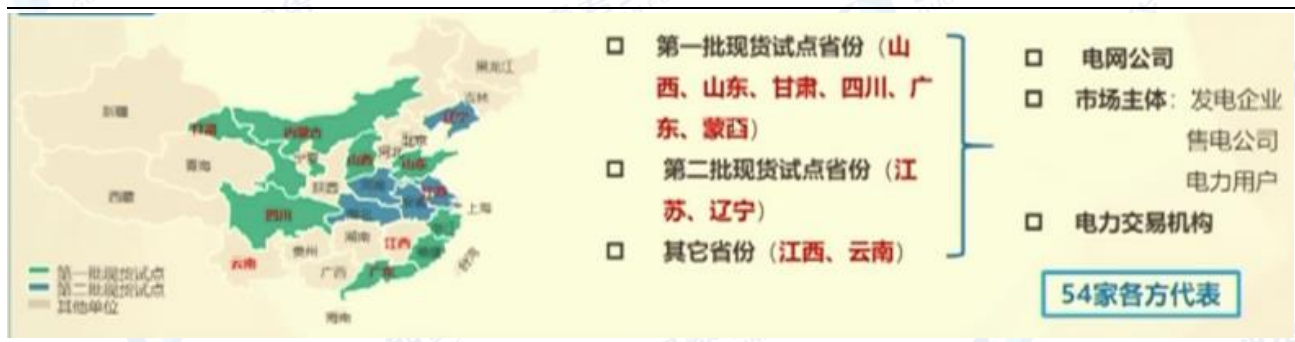 黑龙江
吉林
新疆
辽宁
甘肃
内蒙古
北京
河北
宁夏
山西
山东
青海
陕西
西藏
上海
四川
湖南
江西
贵州
云南
台湾
广西
广东
海南
第一批现货试点
第二批现货试点
其他单位
第一批现货试点省份（山
西、山东、甘肃、四川、广
东、蒙西）
第二批现货试点省份（江
苏、辽宁）
其它省份（江西、云南）
电网公司
市场主体：发电企业
售电公司
电力用户
电力交易机构
54家各方代表